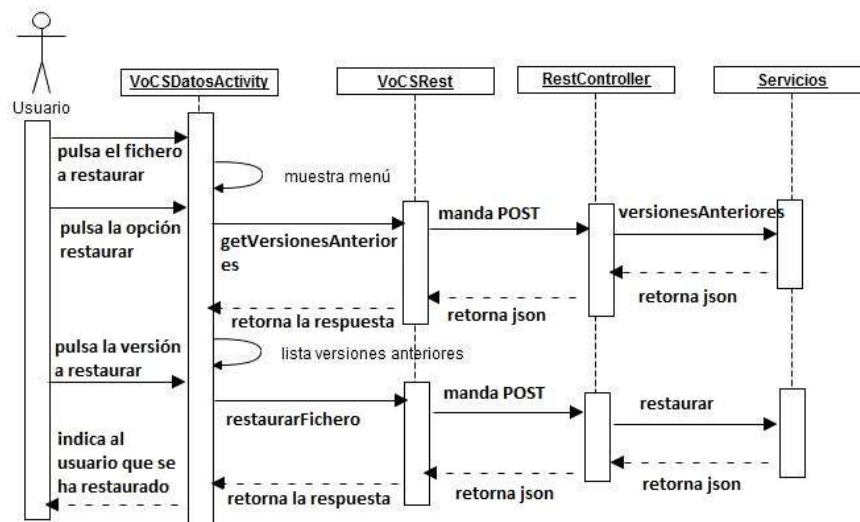 VoCSDatosActivity
VoCSRest
RestController
Servicios
Usuario
pulsa el fichero
a restaurar
muestra menú
pulsa la opción
restaurar
getVersionesAnterior
es
manda POST
versionesAnteriores
retorna json
retorna json
retorna la respuesta
pulsa la versión
a restaurar
lista versiones anteriores
restaurarFichero
manda POST
restaurar
indica al
usuario que se
ha restaurado
retorna json
retorna json
retorna la respuesta